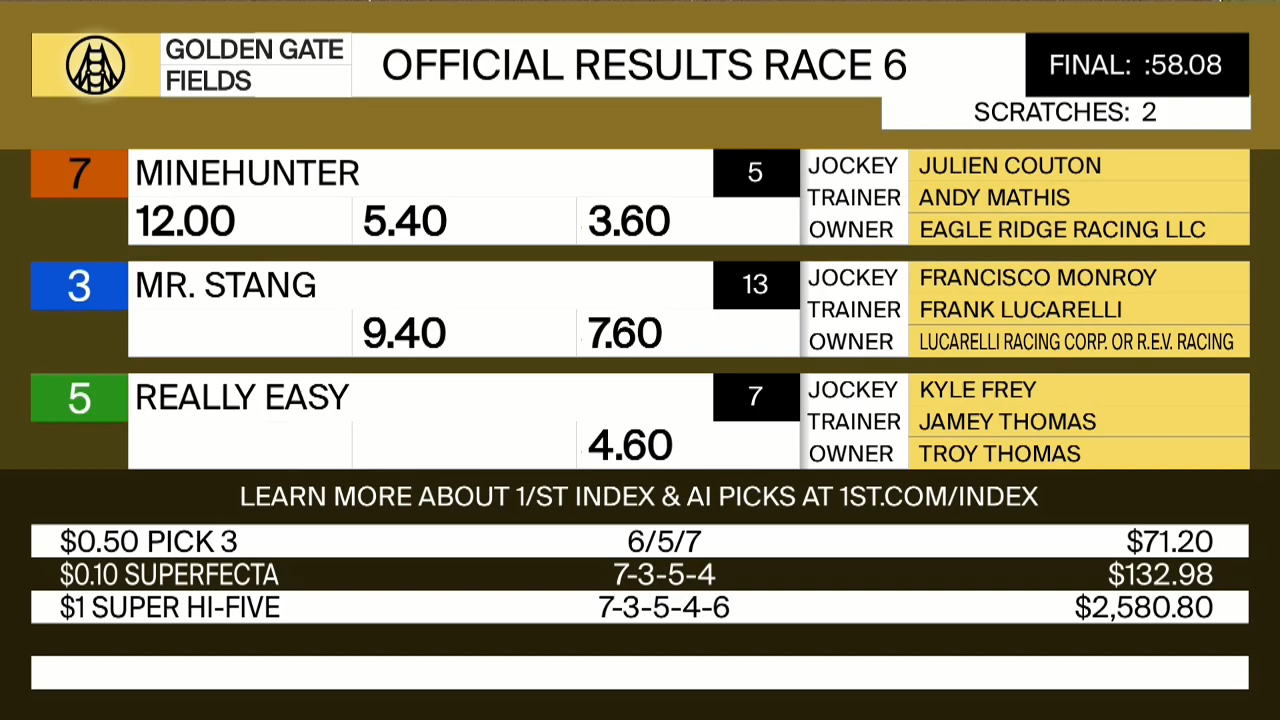 GOLDEN GATE
FIELDS
OFFICIAL RESULTS RACE 6
FINAL: :58.08
SCRATCHES: 2
7 MINEHUNTER 5
12.00 5.40 3.60
JOCKEY JULIEN COUTON
TRAINER ANDY MATHIS
OWNER EAGLE RIDGE RACING LLC
3 MR. STANG 13
9.40 7.60
JOCKEY FRANCISCO MONROY
TRAINER FRANK LUCARELLI
OWNER LUCARELLI RACING CORP. OR R.E.V. RACING
5 REALLY EASY 7
4.60
JOCKEY KYLE FREY
TRAINER JAMEY THOMAS
OWNER TROY THOMAS
LEARN MORE ABOUT 1/ST INDEX & AI PICKS AT 1ST.COM/INDEX
$0.50 PICK 3 6/5/7 $71.20
$0.10 SUPERFECTA 7-3-5-4 $132.98
$1 SUPER HI-FIVE 7-3-5-4-6 $2,580.80